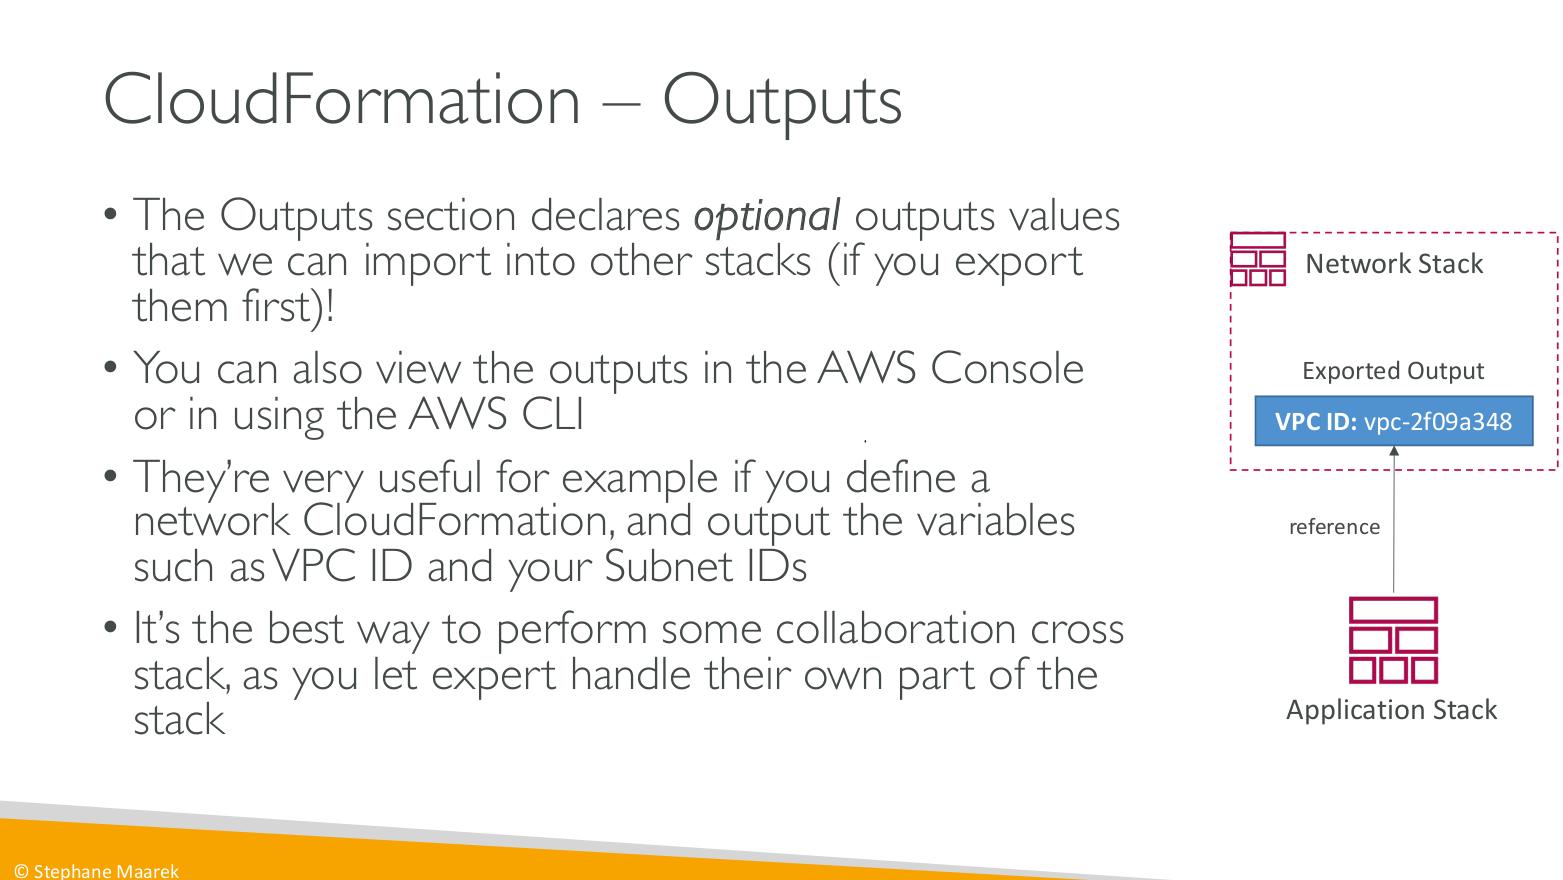 CloudFormation – Outputs
• The Outputs section declares optional outputs values
that we can import into other stacks (if you export
them first)!
• You can also view the outputs in the AWS Console
or in using the AWS CLI
• They’re very useful for example if you define a
network CloudFormation, and output the variables
such as VPC ID and your Subnet IDs
• It’s the best way to perform some collaboration cross
stack, as you let expert handle their own part of the
stack
Network Stack
Exported Output
VPC ID: vpc-2f09a348
reference
Application Stack
© Stephane Maarek